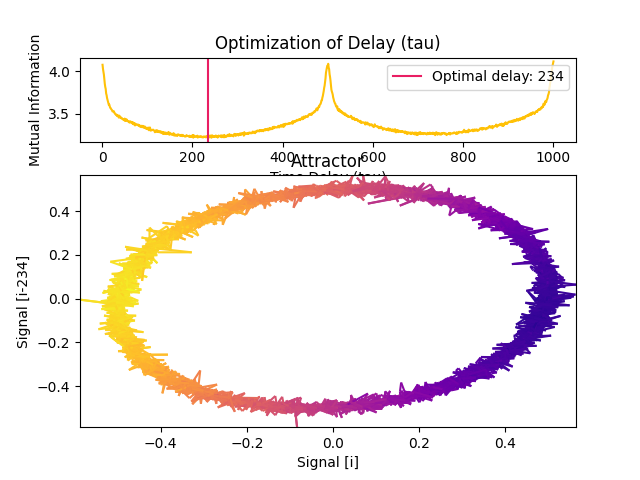 Optimization of Delay (tau)
Mutual Information
4.0
3.5
Optimal delay: 234
0 200 400 600 800 1000
Time Delay (tau)
Attractor
Signal [i-234]
0.4
0.2
0.0
−0.2
−0.4
−0.4 −0.2 0.0 0.2 0.4
Signal [i]